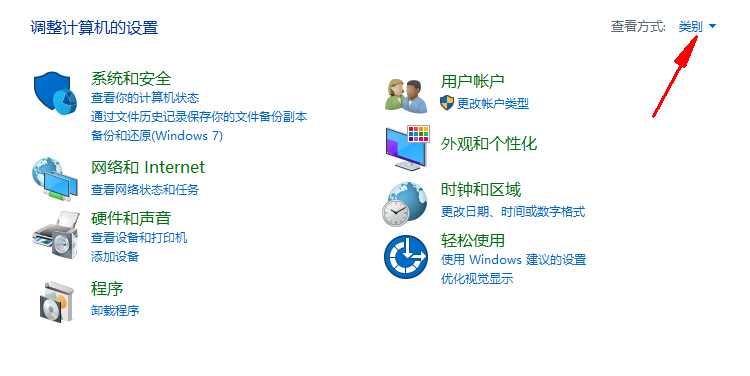 调整计算机的设置
查看方式: 类别
系统和安全
查看你的计算机状态
通过文件历史记录保存你的文件备份副本
备份和还原(Windows 7)
网络和 Internet
查看网络状态和任务
硬件和声音
查看设备和打印机
添加设备
程序
卸载程序
用户帐户
更改帐户类型
外观和个性化
时钟和区域
更改日期、时间或数字格式
轻松使用
使用 Windows 建议的设置
优化视觉显示